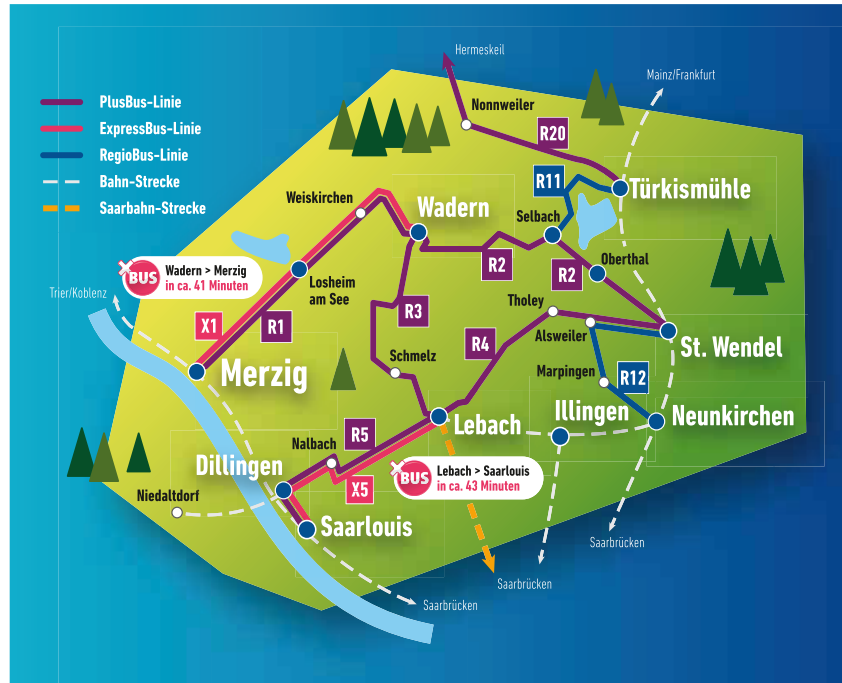 PlusBus-Linie
ExpressBus-Linie
RegioBus-Linie
Bahn-Strecke
Saarbahn-Strecke
Hermeskeil
Mainz/Frankfurt
Nonnweiler
R20
R11
Türkismühle
Weiskirchen
Wadern
Selbach
R2
R2
Oberthal
BUS
Wadern > Merzig
in ca. 41 Minuten
Losheim
am See
Trier/Koblenz
X1
R1
R3
Tholey
R4
Alsweiler
St. Wendel
Schmelz
Marpingen
R12
Merzig
Illingen
Neunkirchen
Lebach
R5
Nalbach
Dillingen
X5
BUS
Lebach > Saarlouis
in ca. 43 Minuten
Niedaltdorf
Saarlouis
Saarbrücken
Saarbrücken
Saarbrücken